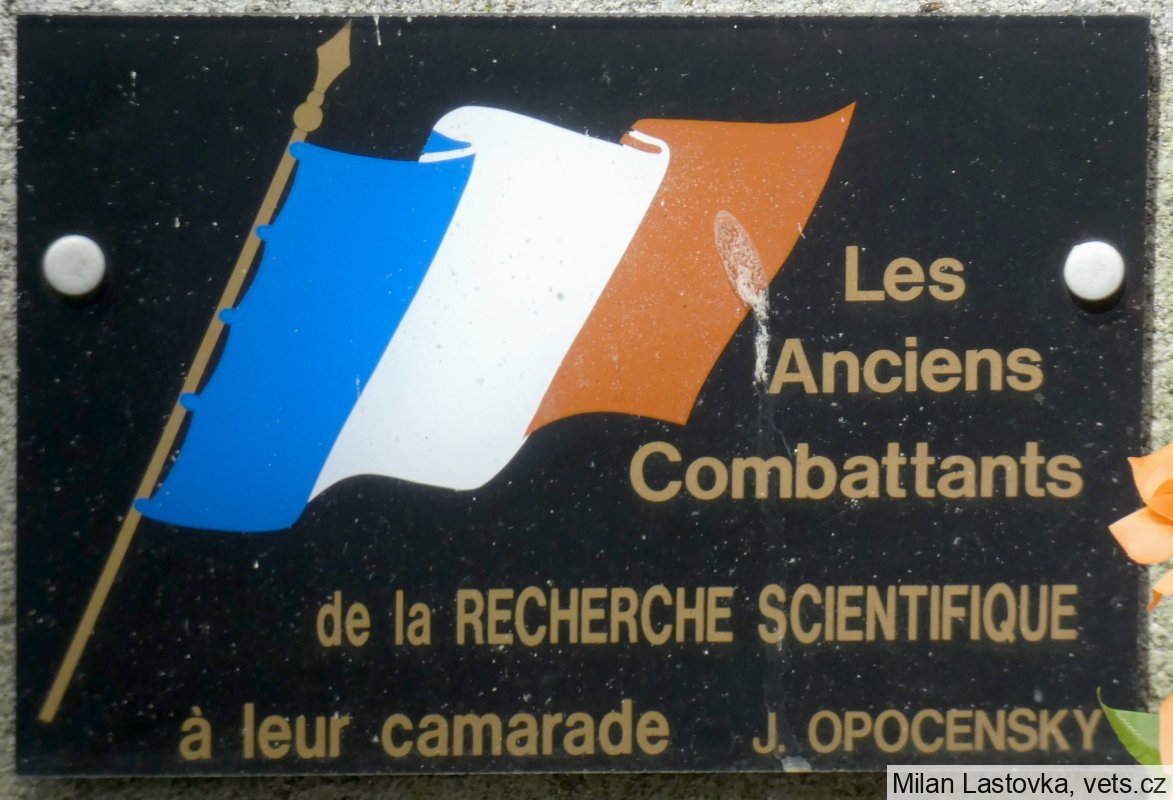 Les
Anciens
Combattants
de la RECHERCHE SCIENTIFIQUE
à leur camarade J. OPOCENSKY
Milan Lastovka, vets.cz